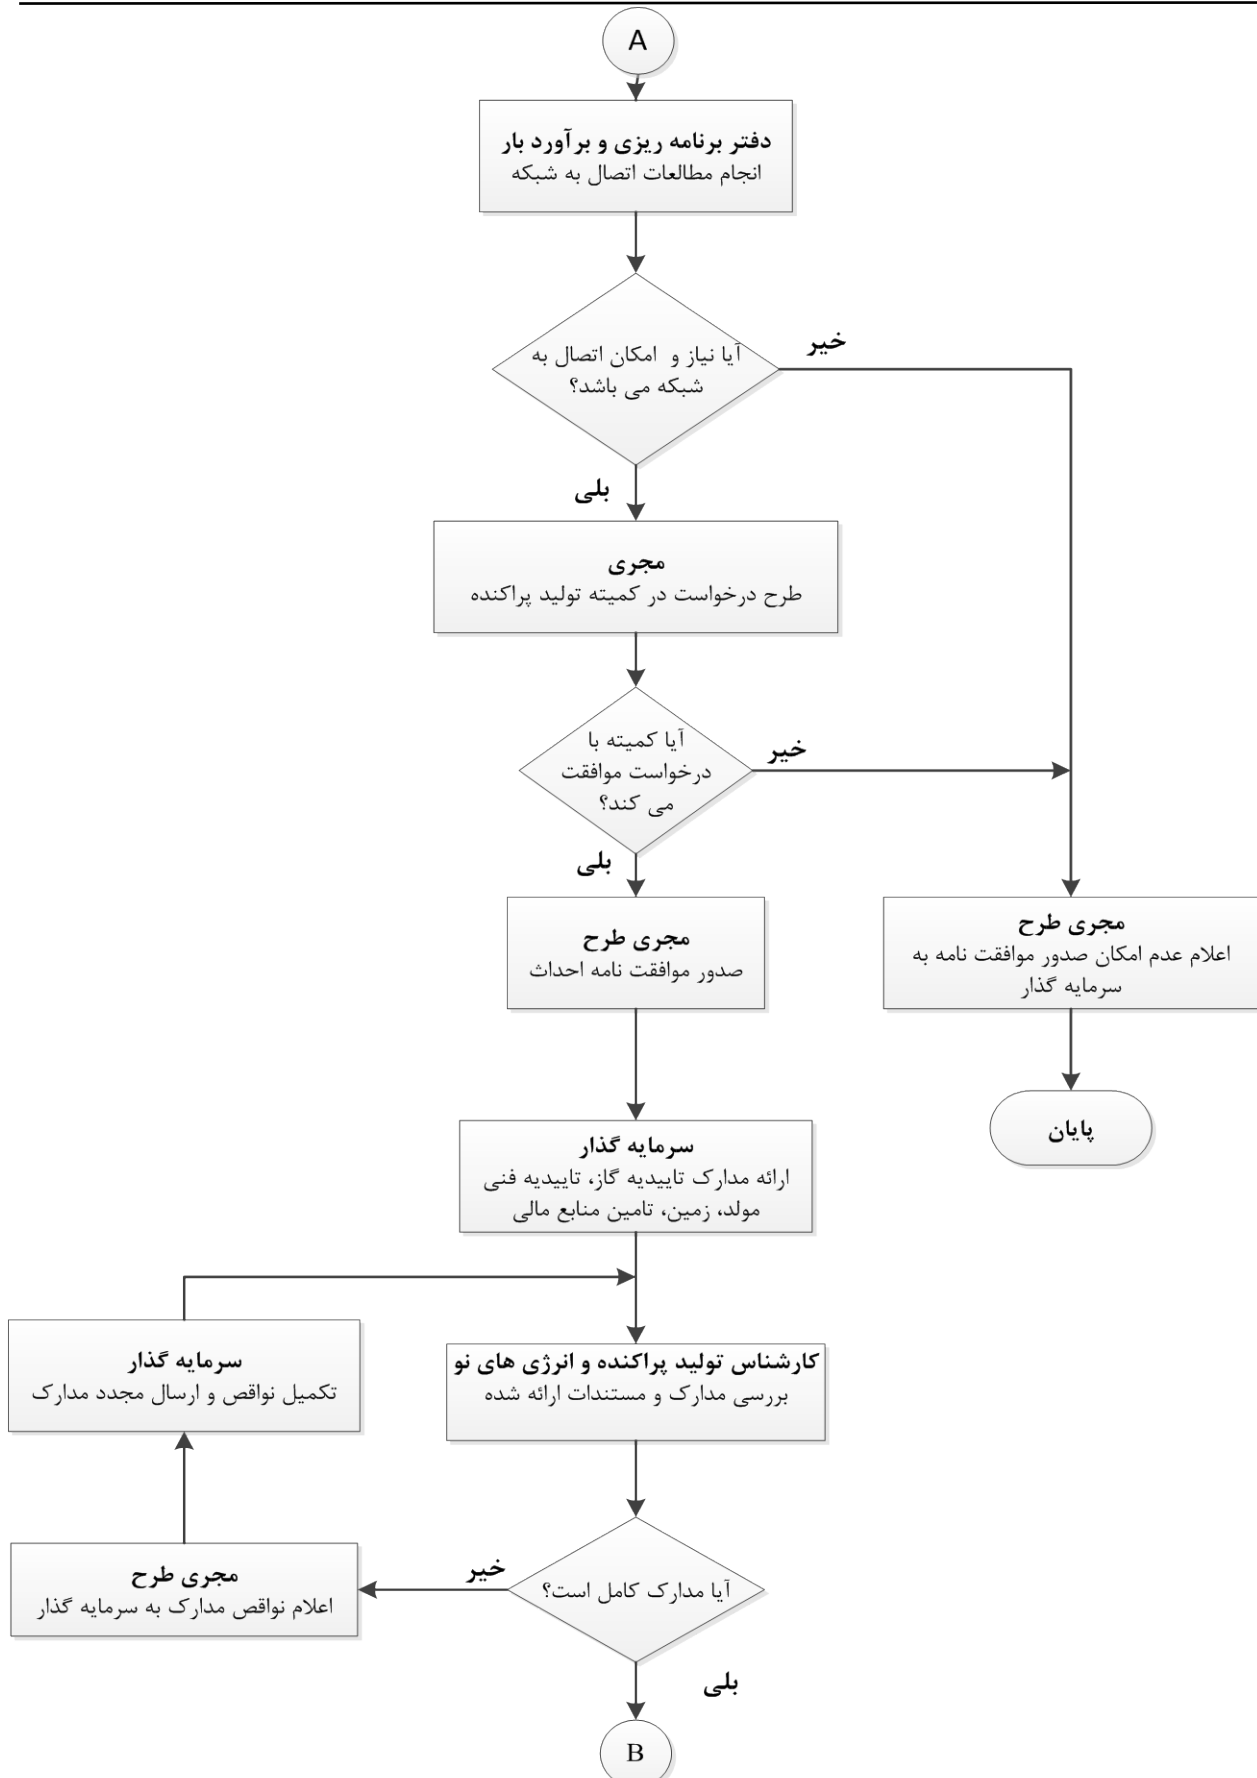 A
دفتر برنامه ریزی و برآورد بار
انجام مطالعات اتصال به شبکه
آیا نیاز و امکان اتصال به
شبکه می باشد؟
خیر
بلی
مجری
طرح درخواست در کمیته تولید پراکنده
آیا کمیته با
درخواست موافقت
می کند؟
خیر
بلی
مجری طرح
صدور موافقت نامه احداث
مجری طرح
اعلام عدم امکان صدور موافقت نامه به
سرمایه گذار
پایان
سرمایه گذار
ارائه مدارک تاییدیه گاز، تاییدیه فنی
مولد، زمین، تامین منابع مالی
کارشناس تولید پراکنده و انرژی های نو
بررسی مدارک و مستندات ارائه شده
سرمایه گذار
تکمیل نواقص و ارسال مجدد مدارک
آیا مدارک کامل است؟
خیر
مجری طرح
اعلام نواقص مدارک به سرمایه گذار
بلی
B